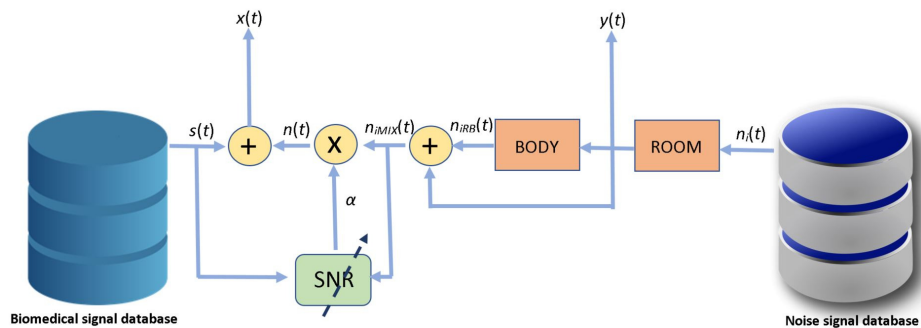 x(t)
y(t)
s(t)
+
n(t)
X
n_iMIX(t)
+
n_iRB(t)
BODY
ROOM
n_i(t)
α
SNR
Biomedical signal database
Noise signal database